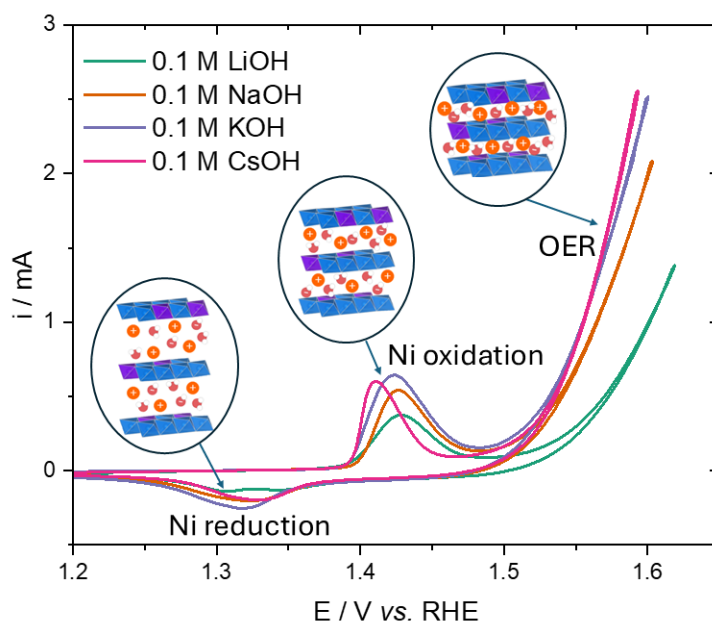 3
2
1
0
i / mA
0.1 M LiOH
0.1 M NaOH
0.1 M KOH
0.1 M CsOH
OER
Ni oxidation
Ni reduction
1.2 1.3 1.4 1.5 1.6
E / V vs. RHE